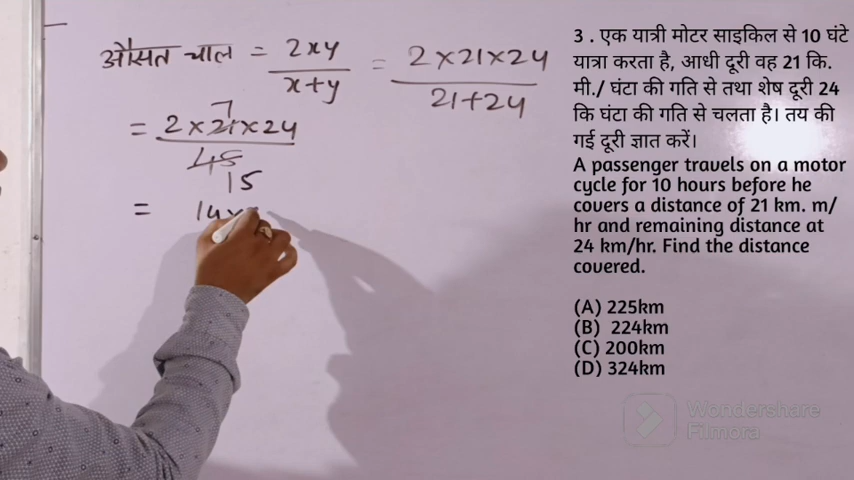 औसत चाल = 2xy / x+y = 2×21×24 / 21+24
7
= 2×21×24 / 45
15
= 14×
3 . एक यात्री मोटर साइकिल से 10 घंटे
यात्रा करता है, आधी दूरी वह 21 कि.
मी./ घंटा की गति से तथा शेष दूरी 24
कि घंटा की गति से चलता है। तय की
गई दूरी ज्ञात करें।
A passenger travels on a motor
cycle for 10 hours before he
covers a distance of 21 km. m/
hr and remaining distance at
24 km/hr. Find the distance
covered.
(A) 225km
(B) 224km
(C) 200km
(D) 324km
Wondershare
Filmora